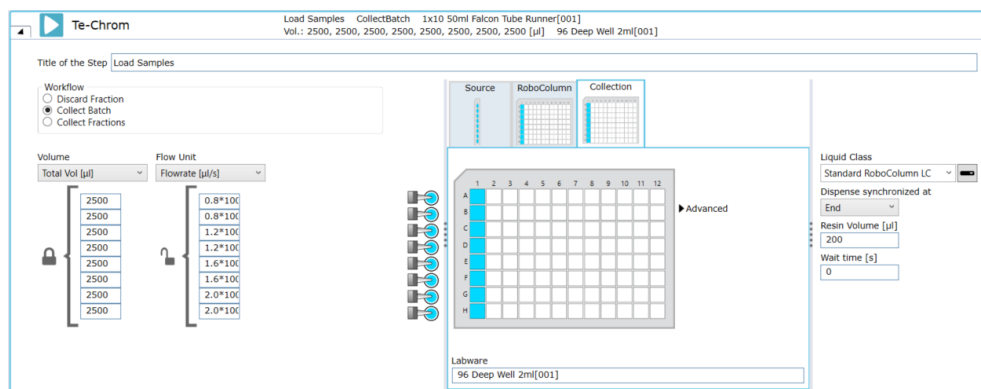 Te-Chrom
Load Samples CollectBatch 1x10 50ml Falcon Tube Runner[001]
Vol.: 2500, 2500, 2500, 2500, 2500, 2500, 2500, 2500 [µl] 96 Deep Well 2ml[001]
Title of the Step Load Samples
Workflow
Discard Fraction
Collect Batch
Collect Fractions
Source RoboColumn Collection
Volume Flow Unit
Total Vol [µl] Flowrate [µl/s]
2500 0.8*100
2500 0.8*100
2500 1.2*100
2500 1.2*100
2500 1.6*100
2500 1.6*100
2500 2.0*100
2500 2.0*100
1 2 3 4 5 6 7 8 9 10 11 12
A
B
C
D
E
F
G
H
Advanced
Labware
96 Deep Well 2ml[001]
Liquid Class
Standard RoboColumn LC
Dispense synchronized at
End
Resin Volume [µl]
200
Wait time [s]
0